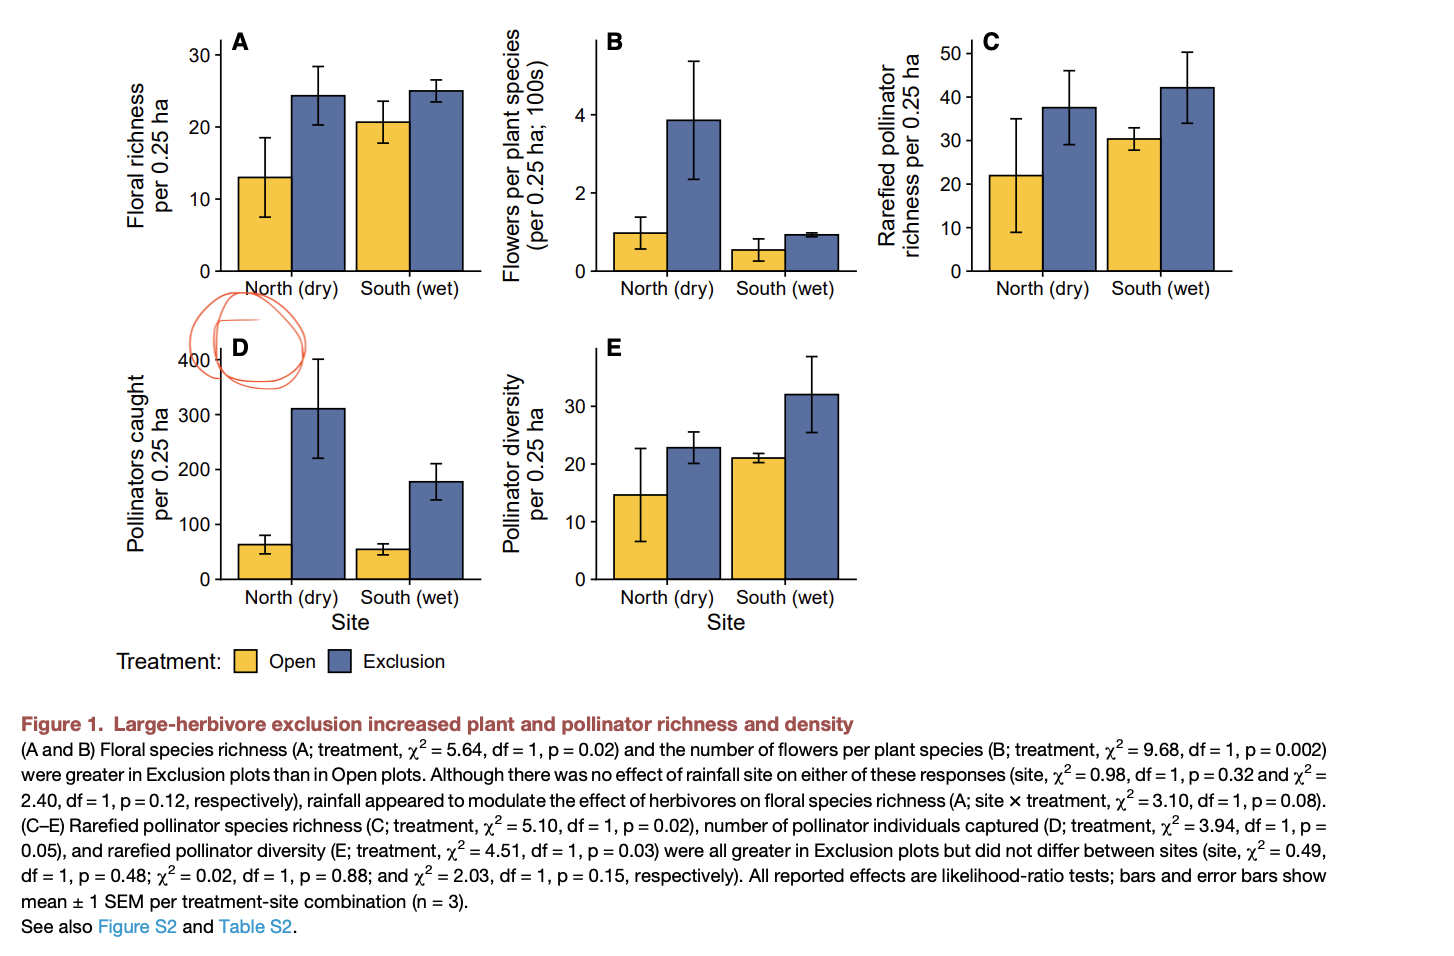 A
Floral richness
per 0.25 ha
30
20
10
0
North (dry) South (wet)
B
Flowers per plant species
(per 0.25 ha; 100s)
4
2
0
North (dry) South (wet)
C
Rarefied pollinator
richness per 0.25 ha
50
40
30
20
10
0
North (dry) South (wet)
D
Pollinators caught
per 0.25 ha
400
300
200
100
0
North (dry) South (wet)
Site
E
Pollinator diversity
per 0.25 ha
30
20
10
0
North (dry) South (wet)
Site
Treatment: Open Exclusion
Figure 1. Large-herbivore exclusion increased plant and pollinator richness and density
(A and B) Floral species richness (A; treatment, χ² = 5.64, df = 1, p = 0.02) and the number of flowers per plant species (B; treatment, χ² = 9.68, df = 1, p = 0.002)
were greater in Exclusion plots than in Open plots. Although there was no effect of rainfall site on either of these responses (site, χ² = 0.98, df = 1, p = 0.32 and χ² =
2.40, df = 1, p = 0.12, respectively), rainfall appeared to modulate the effect of herbivores on floral species richness (A; site × treatment, χ² = 3.10, df = 1, p = 0.08).
(C–E) Rarefied pollinator species richness (C; treatment, χ² = 5.10, df = 1, p = 0.02), number of pollinator individuals captured (D; treatment, χ² = 3.94, df = 1, p =
0.05), and rarefied pollinator diversity (E; treatment, χ² = 4.51, df = 1, p = 0.03) were all greater in Exclusion plots but did not differ between sites (site, χ² = 0.49,
df = 1, p = 0.48; χ² = 0.02, df = 1, p = 0.88; and χ² = 2.03, df = 1, p = 0.15, respectively). All reported effects are likelihood-ratio tests; bars and error bars show
mean ± 1 SEM per treatment-site combination (n = 3).
See also Figure S2 and Table S2.